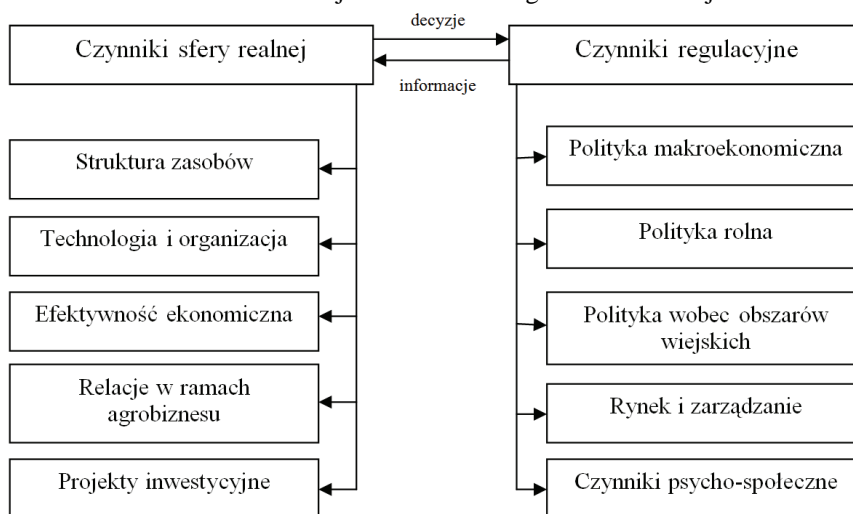 decyzje
Czynniki sfery realnej
Czynniki regulacyjne
informacje
Struktura zasobów
Technologia i organizacja
Efektywność ekonomiczna
Relacje w ramach
agrobiznesu
Projekty inwestycyjne
Polityka makroekonomiczna
Polityka rolna
Polityka wobec obszarów
wiejskich
Rynek i zarządzanie
Czynniki psycho-społeczne